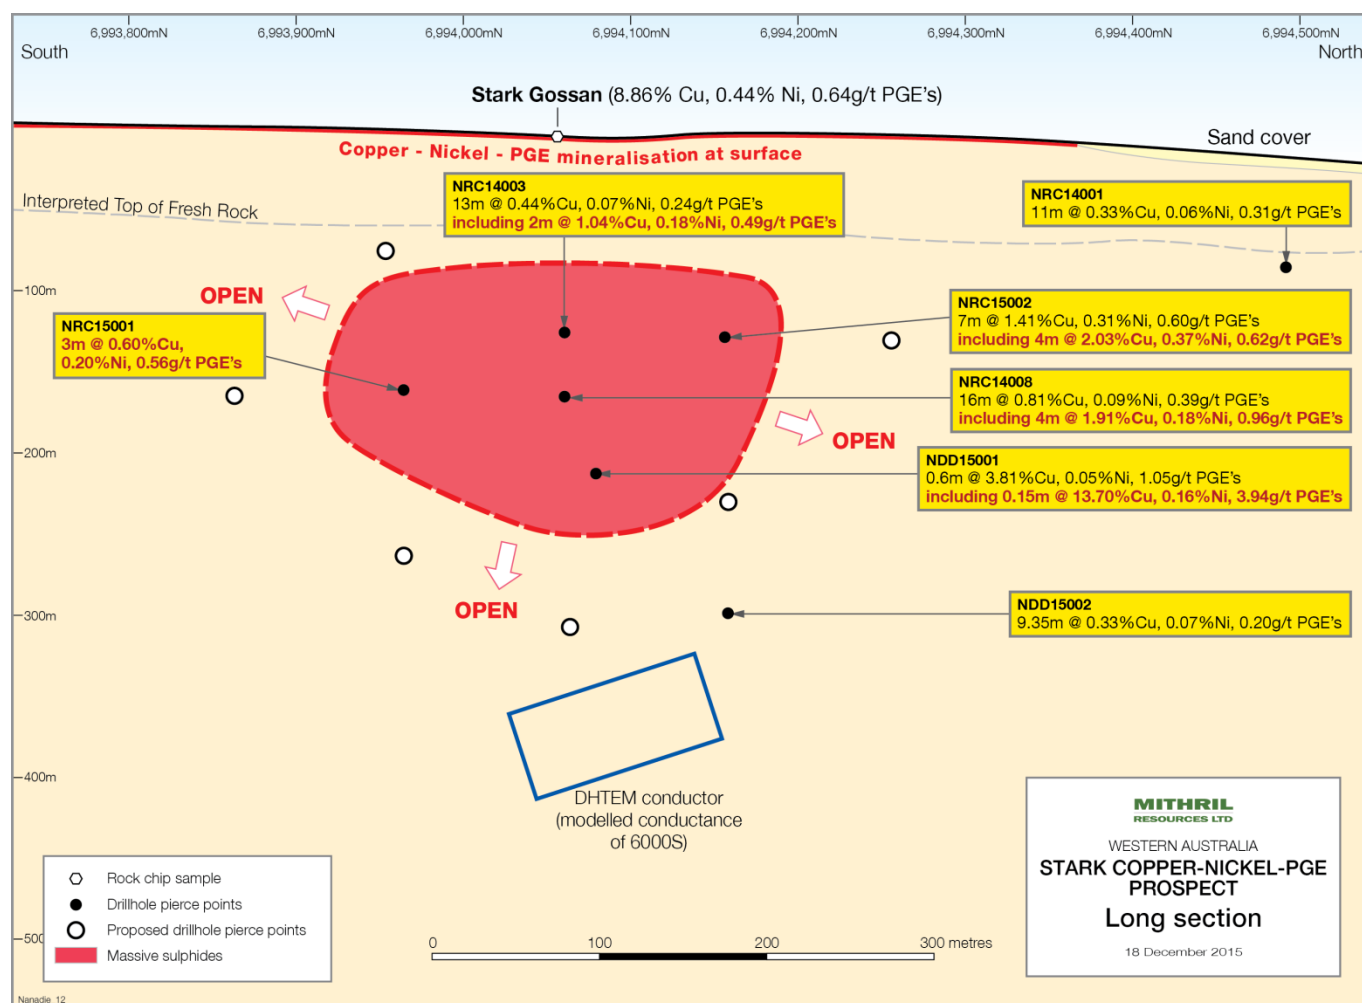 6,993,800mN 6,993,900mN 6,994,000mN 6,994,100mN 6,994,200mN 6,994,300mN 6,994,400mN 6,994,500mN
South
North
Stark Gossan (8.86% Cu, 0.44% Ni, 0.64g/t PGE's)
Sand cover
Copper - Nickel - PGE mineralisation at surface
Interpreted Top of Fresh Rock
NRC14003
13m @ 0.44%Cu, 0.07%Ni, 0.24g/t PGE's
including 2m @ 1.04%Cu, 0.18%Ni, 0.49g/t PGE's
NRC14001
11m @ 0.33%Cu, 0.06%Ni, 0.31g/t PGE's
-100m
OPEN
NRC15001
3m @ 0.60%Cu,
0.20%Ni, 0.56g/t PGE's
NRC15002
7m @ 1.41%Cu, 0.31%Ni, 0.60g/t PGE's
including 4m @ 2.03%Cu, 0.37%Ni, 0.62g/t PGE's
NRC14008
16m @ 0.81%Cu, 0.09%Ni, 0.39g/t PGE's
including 4m @ 1.91%Cu, 0.18%Ni, 0.96g/t PGE's
OPEN
-200m
NDD15001
0.6m @ 3.81%Cu, 0.05%Ni, 1.05g/t PGE's
including 0.15m @ 13.70%Cu, 0.16%Ni, 3.94g/t PGE's
OPEN
-300m
NDD15002
9.35m @ 0.33%Cu, 0.07%Ni, 0.20g/t PGE's
-400m
DHTEM conductor
(modelled conductance
of 6000S)
Rock chip sample
Drillhole pierce points
Proposed drillhole pierce points
Massive sulphides
-500
0 100 200 300 metres
MITHRIL
RESOURCES LTD
WESTERN AUSTRALIA
STARK COPPER-NICKEL-PGE
PROSPECT
Long section
18 December 2015
Nanadie_12